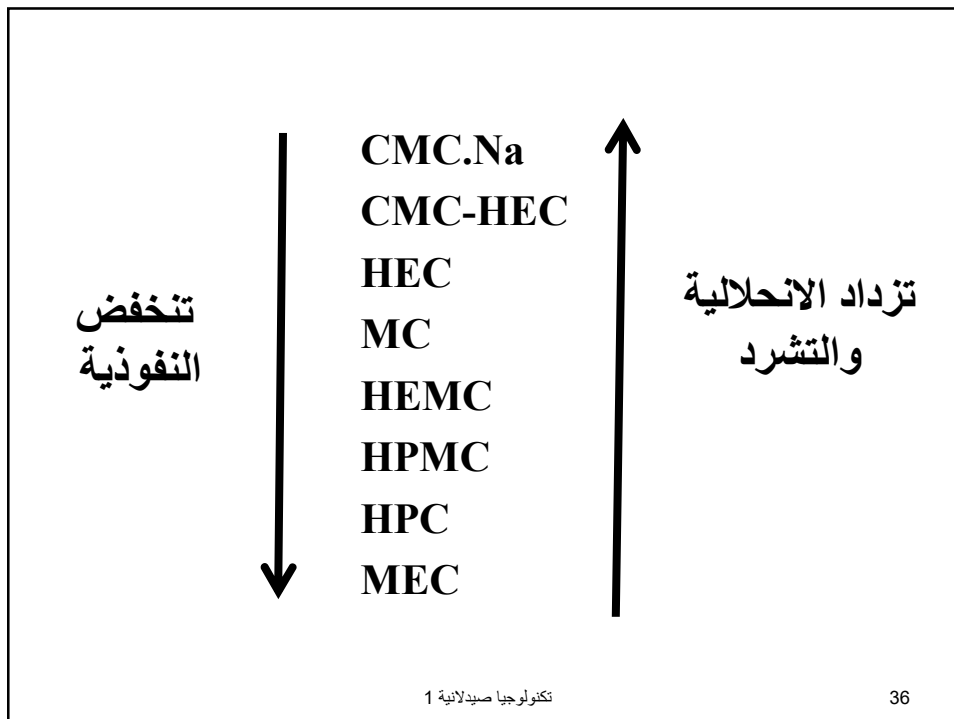 CMC.Na
CMC-HEC
HEC
MC
HEMC
HPMC
HPC
MEC
تزداد الانحلالية
والتشرد
تنخفض
النفوذية
تكنولوجيا صيدلانية 1
36